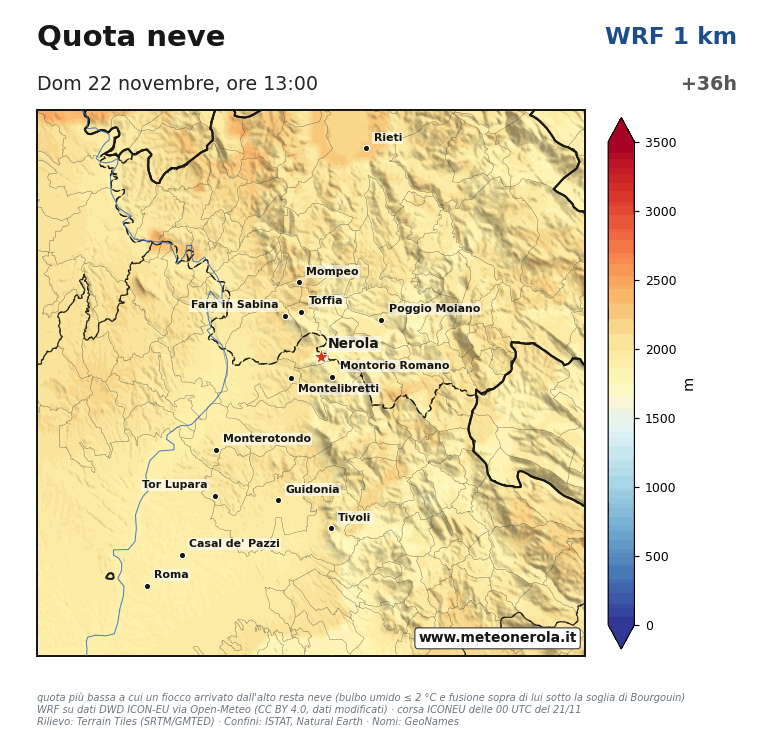 Quota neve
WRF 1 km
Dom 22 novembre, ore 13:00
+36h
Rieti
Mompeo
Fara in Sabina
Toffia
Poggio Moiano
Nerola
Montorio Romano
Montelibretti
Monterotondo
Tor Lupara
Guidonia
Tivoli
Casal de' Pazzi
Roma
www.meteonerola.it
3500
3000
2500
2000
1500
1000
500
0
m
quota più bassa a cui un fiocco arrivato dall'alto resta neve (bulbo umido ≤ 2 °C e fusione sopra di lui sotto la soglia di Bourgouin)
WRF su dati DWD ICON-EU via Open-Meteo (CC BY 4.0, dati modificati) · corsa ICONEU delle 00 UTC del 21/11
Rilievo: Terrain Tiles (SRTM/GMTED) · Confini: ISTAT, Natural Earth · Nomi: GeoNames